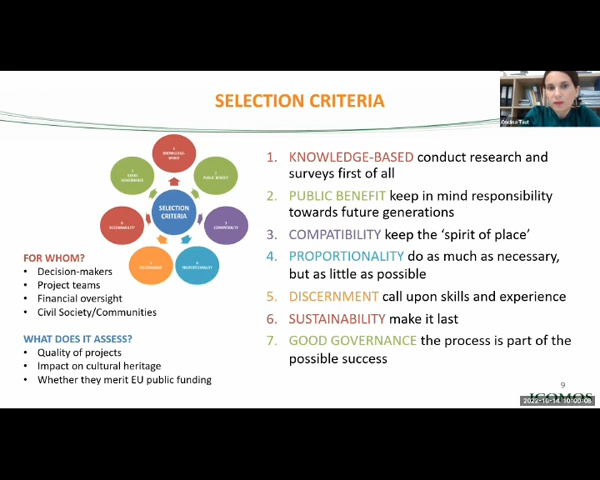 SELECTION CRITERIA
1. KNOWLEDGE-BASED conduct research and
surveys first of all
2. PUBLIC BENEFIT keep in mind responsibility
towards future generations
3. COMPATIBILITY keep the ‘spirit of place’
4. PROPORTIONALITY do as much as necessary,
but as little as possible
5. DISCERNMENT call upon skills and experience
6. SUSTAINABILITY make it last
7. GOOD GOVERNANCE the process is part of the
possible success
SELECTION
CRITERIA
FOR WHOM?
• Decision-makers
• Project teams
• Financial oversight
• Civil Society/Communities
WHAT DOES IT ASSESS?
• Quality of projects
• Impact on cultural heritage
• Whether they merit EU public funding
9
ICOMOS